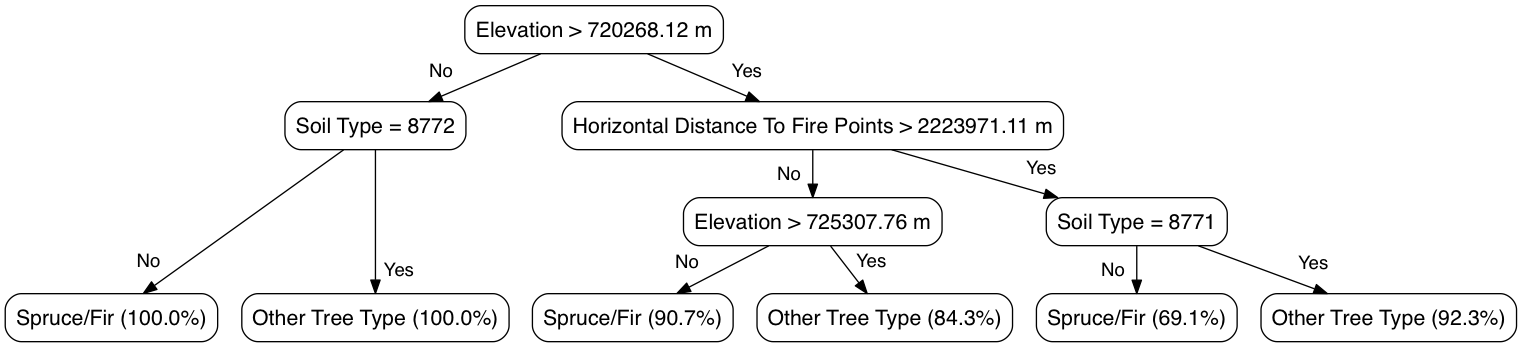 Elevation > 720268.12 m
No
Yes
Soil Type = 8772
Horizontal Distance To Fire Points > 2223971.11 m
No
Yes
Elevation > 725307.76 m
Soil Type = 8771
No
Yes
No
Yes
No
Yes
Spruce/Fir (100.0%)
Other Tree Type (100.0%)
Spruce/Fir (90.7%)
Other Tree Type (84.3%)
Spruce/Fir (69.1%)
Other Tree Type (92.3%)